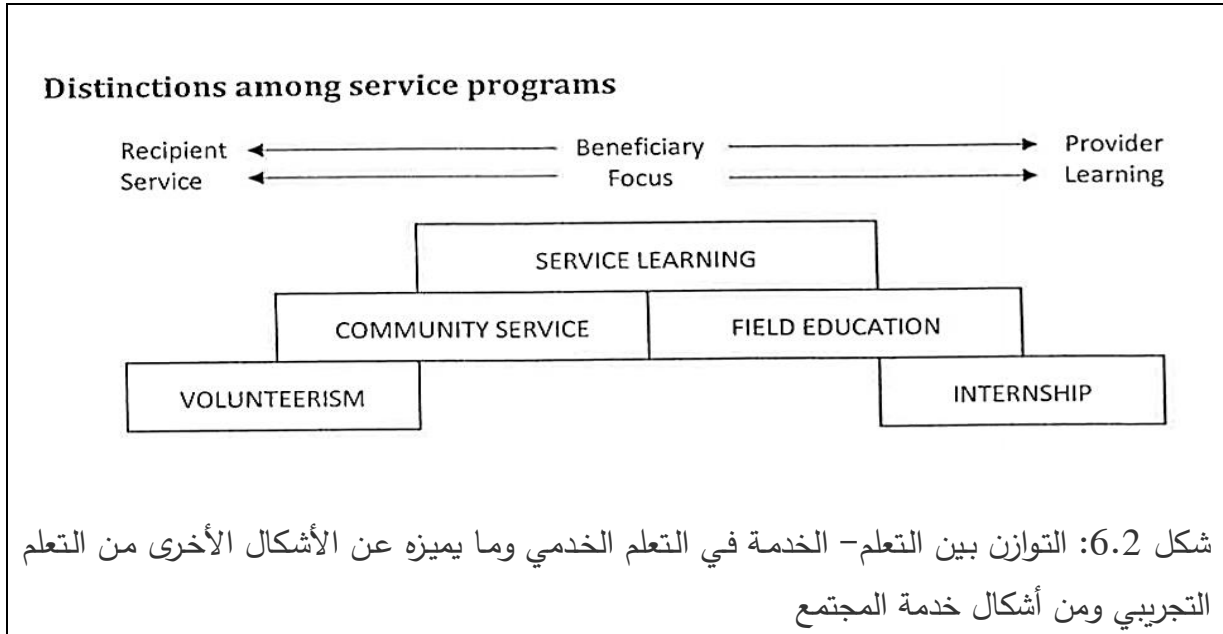 Distinctions among service programs
Recipient Beneficiary Provider
Service Focus Learning
SERVICE LEARNING
COMMUNITY SERVICE FIELD EDUCATION
VOLUNTEERISM INTERNSHIP
شكل 6.2: التوازن بين التعلم– الخدمة في التعلم الخدمي وما يميزه عن الأشكال الأخرى من التعلم
التجريبي ومن أشكال خدمة المجتمع